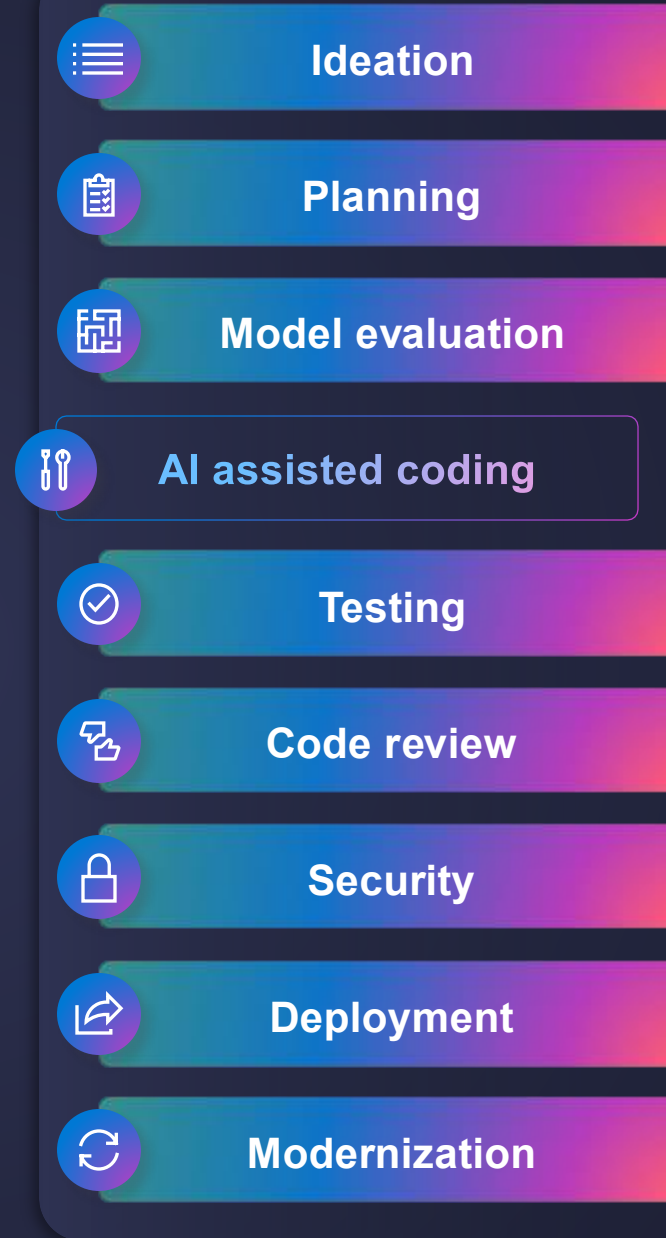 Ideation
Planning
Model evaluation
AI assisted coding
Testing
Code review
Security
Deployment
Modernization